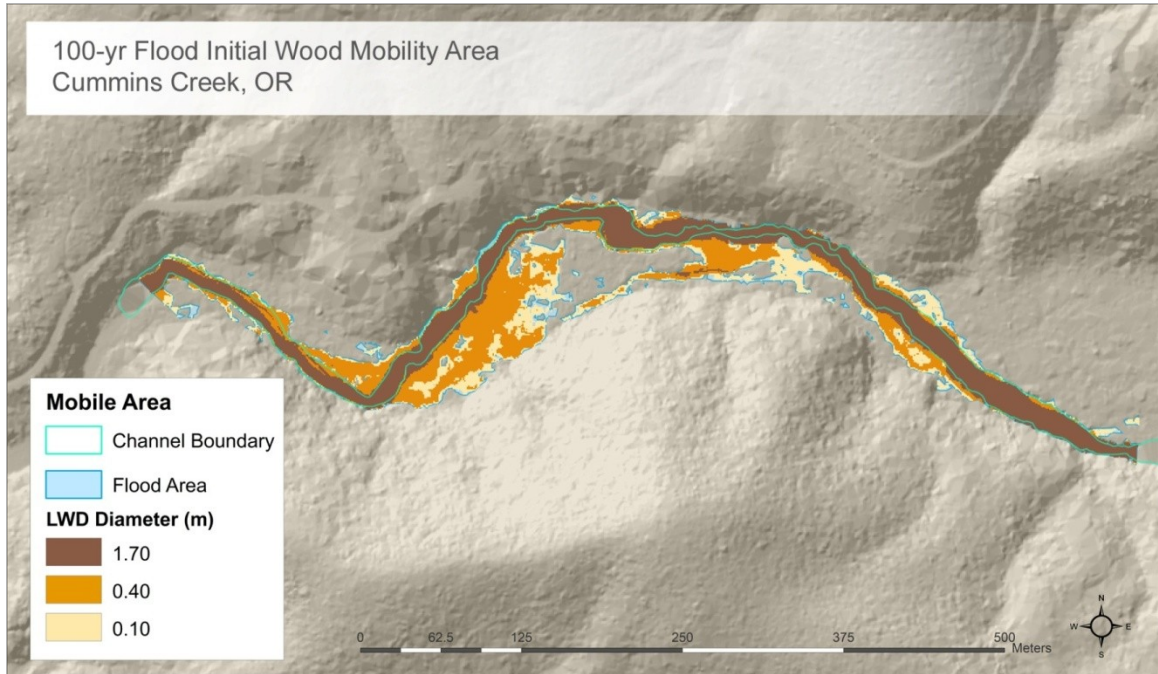 100-yr Flood Initial Wood Mobility Area
Cummins Creek, OR
Mobile Area
Channel Boundary
Flood Area
LWD Diameter (m)
1.70
0.40
0.10
0 62.5 125 250 375 500
Meters
N
W E
S